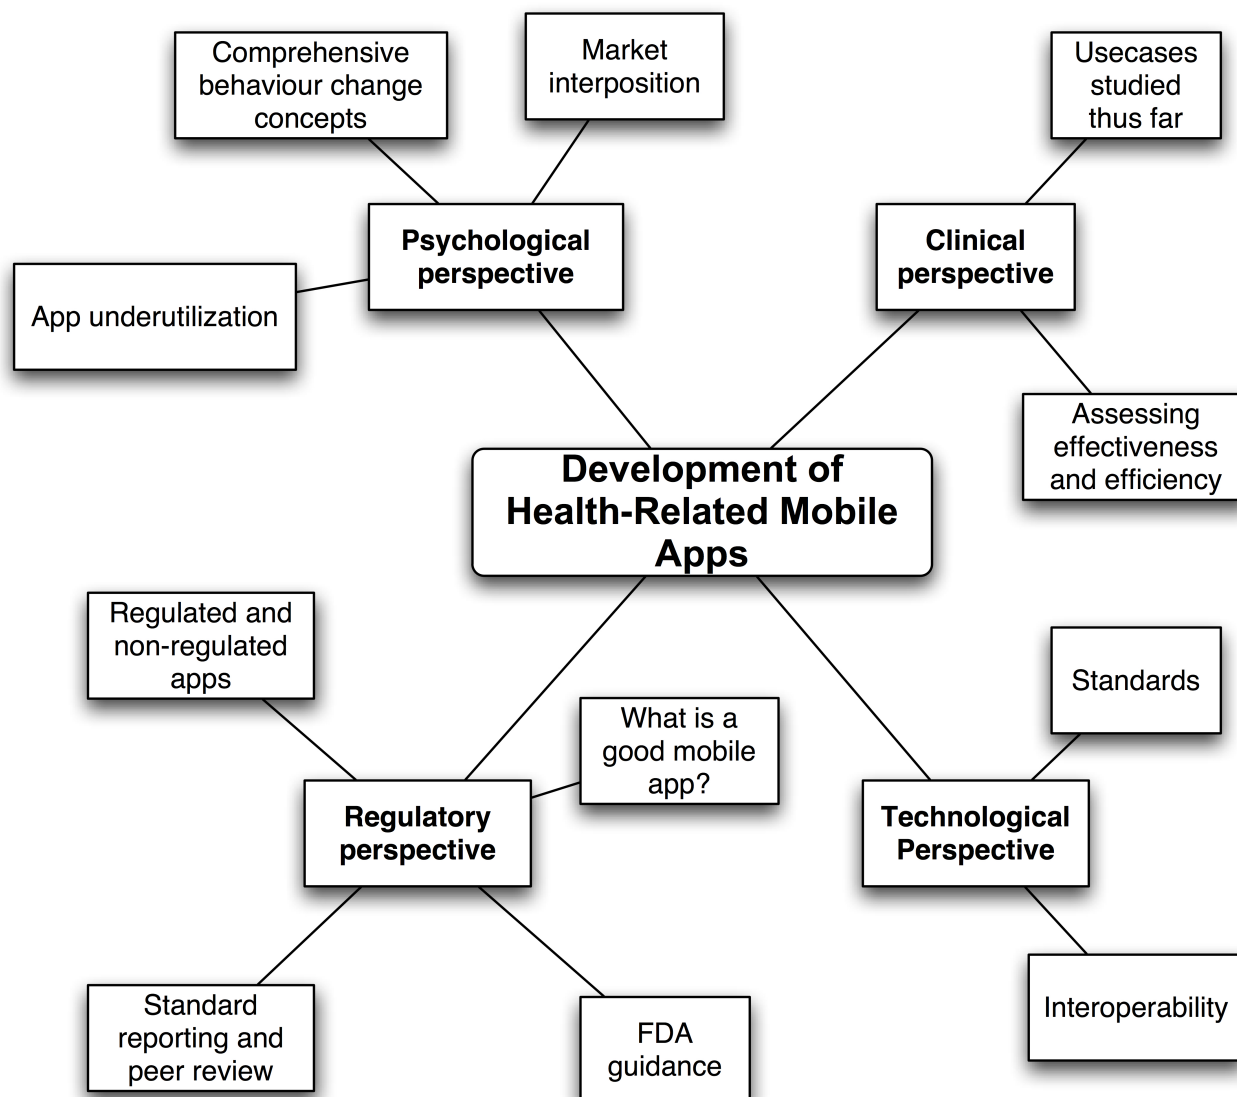 Comprehensive
behaviour change
concepts
Market
interposition
Usecases
studied
thus far
Psychological
perspective
Clinical
perspective
App underutilization
Assessing
effectiveness
and efficiency
Development of
Health-Related Mobile
Apps
Regulated and
non-regulated
apps
What is a
good mobile
app?
Standards
Regulatory
perspective
Technological
Perspective
Standard
reporting and
peer review
FDA
guidance
Interoperability